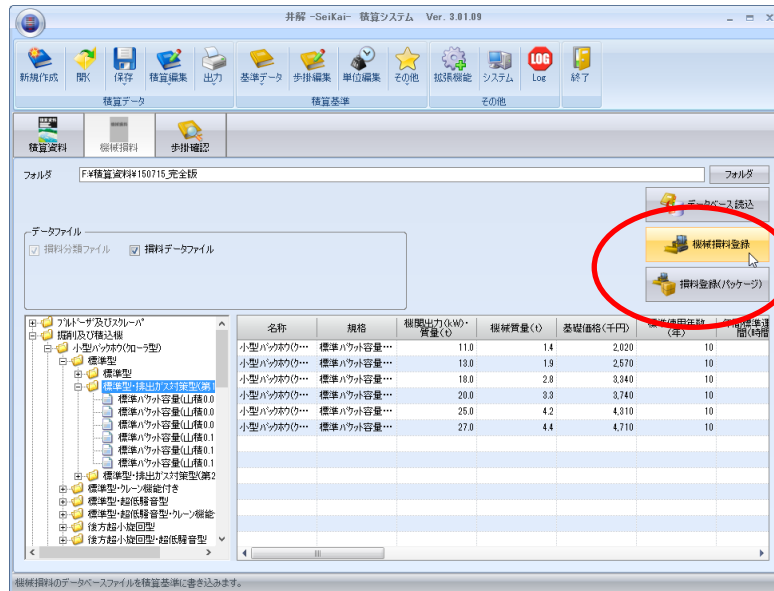 井解 -SeiKai- 積算システム Ver. 3.01.09
新規作成 開く 保存 積算編集 出力 基準データ 歩掛編集 単位編集 その他 拡張機能 システム LOG Log 終了
積算データ 積算基準 その他
積算資料 機械損料 歩掛確認
フォルダ F:¥積算資料¥150715_完全版 フォルダ
データベース読込
データファイル
損料分類ファイル 損料データファイル
機械損料登録
損料登録(パッケージ)
ブルドーザ及びスクレーパ
掘削及び積込機
小型バックホウ(クローラ型)
標準型
標準型
標準型・排出ガス対策型(第1
標準バケット容量(山積0.0
標準バケット容量(山積0.0
標準バケット容量(山積0.0
標準バケット容量(山積0.1
標準バケット容量(山積0.1
標準バケット容量(山積0.1
標準型・排出ガス対策型(第2
標準型・クレーン機能付き
標準型・超低騒音型
標準型・超低騒音型・クレーン機能
後方超小旋回型
後方超小旋回型・超低騒音型
名称 規格 機関出力(kW)・質量(t) 機械質量(t) 基礎価格(千円) 標準使用年数(年) 年間標準運
間(時間
小型バックホウ(ク… 標準バケット容量… 11.0 1.4 2,020 10
小型バックホウ(ク… 標準バケット容量… 13.0 1.9 2,570 10
小型バックホウ(ク… 標準バケット容量… 18.0 2.8 3,340 10
小型バックホウ(ク… 標準バケット容量… 20.0 3.3 3,740 10
小型バックホウ(ク… 標準バケット容量… 25.0 4.2 4,310 10
小型バックホウ(ク… 標準バケット容量… 27.0 4.4 4,710 10
機械損料のデータベースファイルを積算基準に書き込みます。